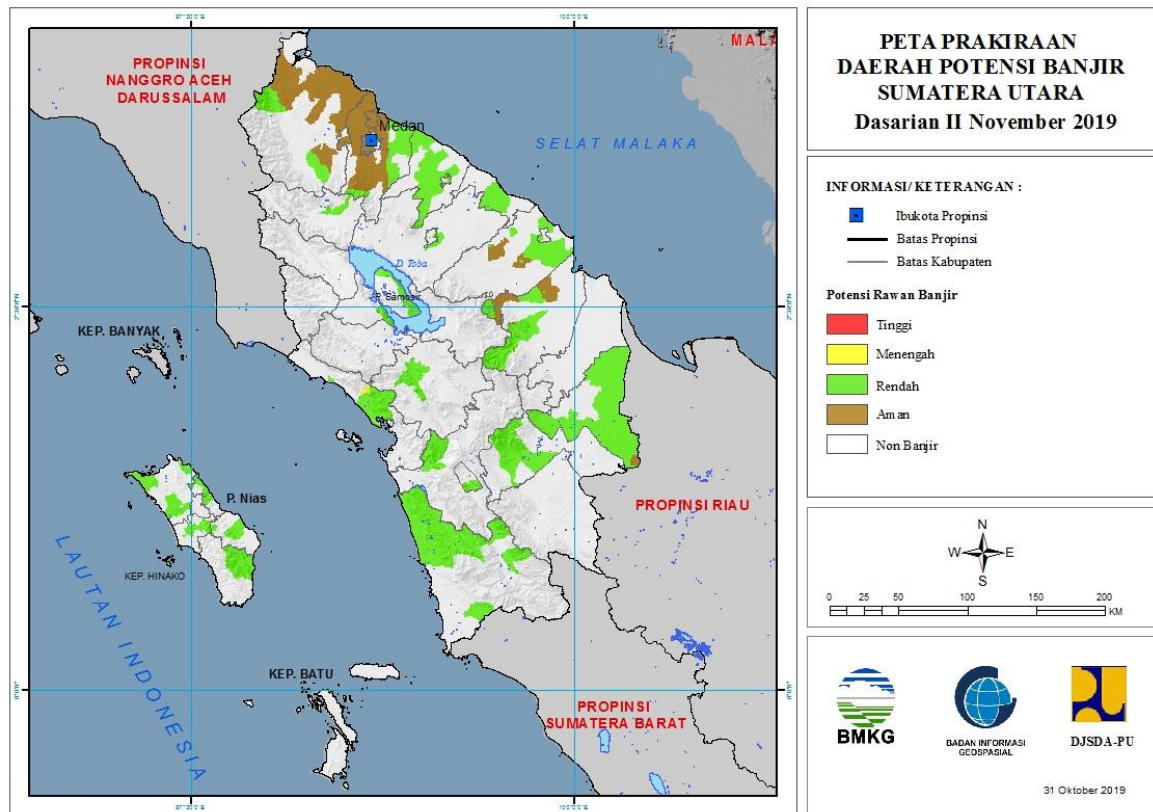 PETA PRAKIRAAN
DAERAH POTENSI BANJIR
SUMATERA UTARA
Dasarian II November 2019
INFORMASI/ KETERANGAN :
Ibukota Propinsi
Batas Propinsi
Batas Kabupaten
Potensi Rawan Banjir
Tinggi
Menengah
Rendah
Aman
Non Banjir
N
W
E
S
0 25 50 100 150 200
KM
BMKG
BADAN INFORMASI
GEOSPASIAL
DJSDA-PU
31 Oktober 2019
PROPINSI
NANGGRO ACEH
DARUSSALAM
MALA
Medan
SELAT MALAKA
D. Toba
P. Samosir
KEP. BANYAK
P. Nias
KEP. HINAKO
LAUTAN INDONESIA
KEP. BATU
PROPINSI RIAU
PROPINSI
SUMATERA BARAT